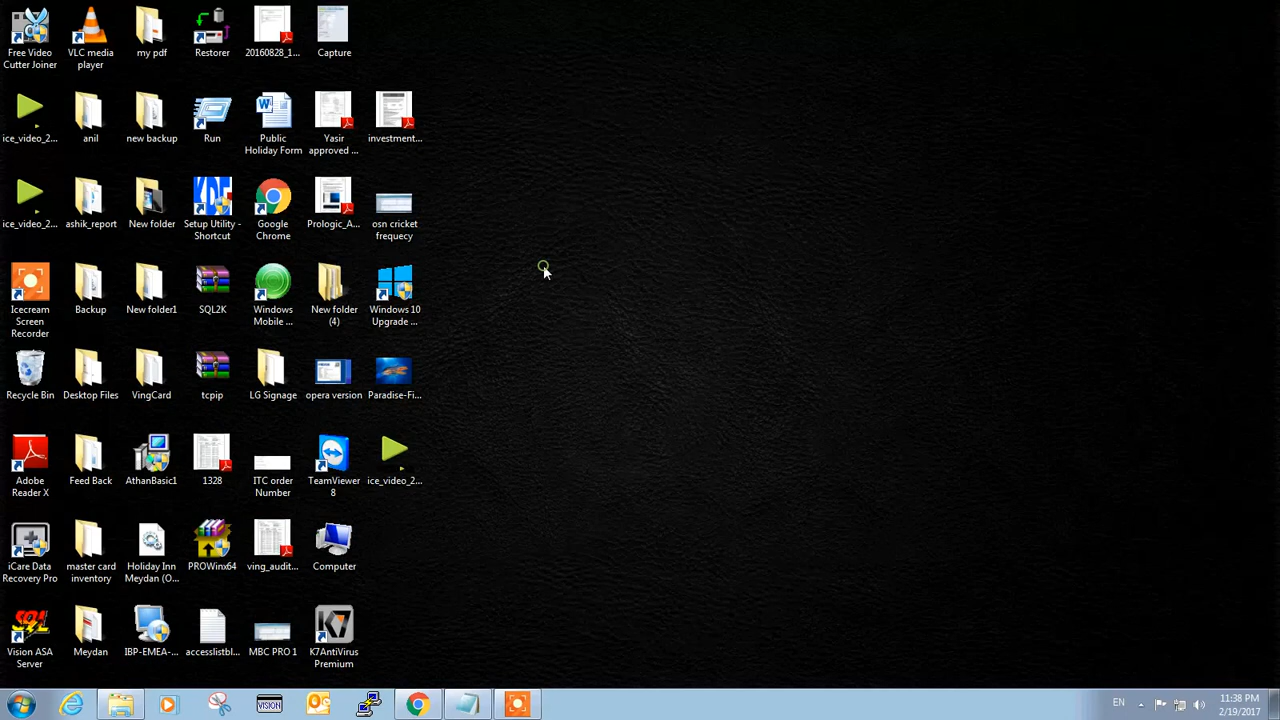 Free Video
Cutter Joiner
VLC media
player
my pdf
Restorer
20160828_1...
Capture
ice_video_2...
anil
new backup
Run
Public
Holiday Form
Yasir
approved ...
investment...
ice_video_2...
ashik_report
New folder
Setup Utility -
Shortcut
Google
Chrome
Prologic_A...
osn cricket
frequecy
Icecream
Screen
Recorder
Backup
New folder1
SQL2K
Windows
Mobile ...
New folder
(4)
Windows 10
Upgrade ...
Recycle Bin
Desktop Files
VingCard
tcpip
LG Signage
opera version
Paradise-Fi...
Adobe
Reader X
Feed Back
AthanBasic1
1328
ITC order
Number
TeamViewer
8
ice_video_2...
iCare Data
Recovery Pro
master card
inventory
Holiday Inn
Meydan (O...
PROWinx64
ving_audit...
Computer
Vision ASA
Server
Meydan
IBP-EMEA-...
accesslistbl...
MBC PRO 1
K7AntiVirus
Premium
VISION
EN
11:38 PM
2/19/2017